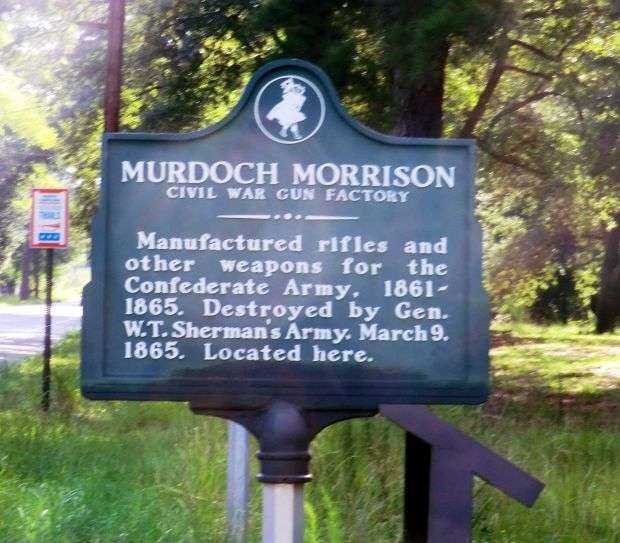 MURDOCH MORRISON
CIVIL WAR GUN FACTORY
Manufactured rifles and
other weapons for the
Confederate Army, 1861-
1865. Destroyed by Gen.
W.T. Sherman's Army. March 9,
1865. Located here.
TRAILS